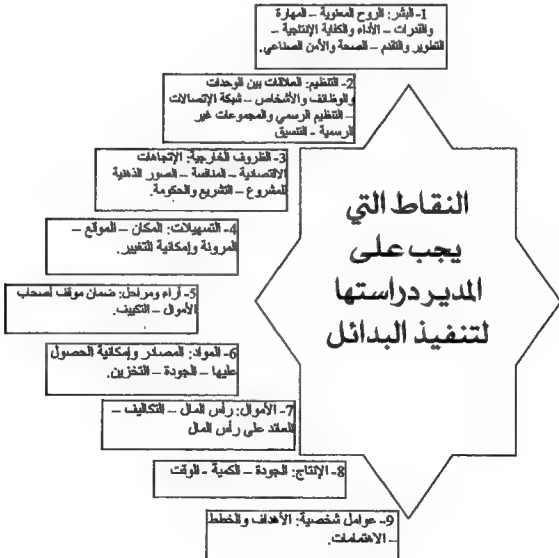 1- البشر: الروح المعنوية – المهارة
والقدرات – الأداء والكفاية الإنتاجية –
التطوير والتقدم – الصحة والأمن الصناعي.
2- التنظيم: العلاقات بين الوحدات
والوظائف والأشخاص – شبكة الإتصالات
– التنظيم الرسمي والمجموعات غير
الرسمية - التنسيق
3- الظروف الخارجية: الإتجاهات
الاقتصادية – المنافسة – الصور الذهنية
للمشروع – التشريع والحكومة.
4- التسهيلات: المكان – الموقع –
المرونة وإمكانية التغيير.
5- أراء ومراحل: ضمان موقف أصحاب
الأموال – التكييف.
6- المواد: المصادر وإمكانية الحصول
عليها – الجودة – التخزين.
7- الأموال: رأس المال – التكاليف –
العائد على رأس المال
8- الإنتاج: الجودة – الكمية - الوقت
9- عوامل شخصية: الأهداف والخطط
– الاهتمامات.
النقاط التي
يجب على
المدير دراستها
لتنفيذ البدائل